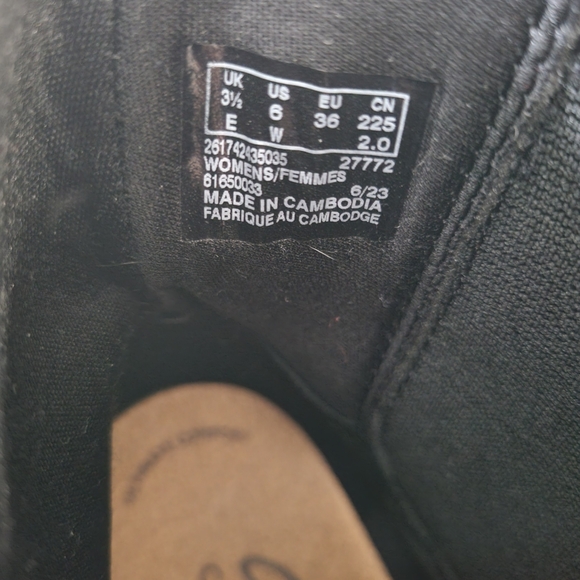 UK US EU CN
3½ 6 36 225
E W 2.0
261742435035 27772
WOMENS/FEMMES
61650033 6/23
MADE IN CAMBODIA
FABRIQUE AU CAMBODGE